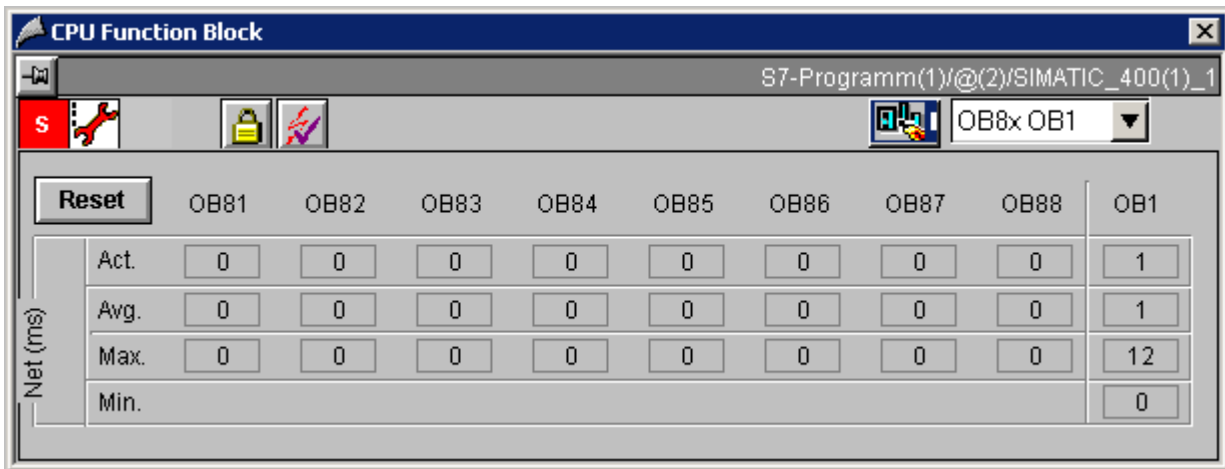 CPU Function Block
S7-Programm(1)/@(2)/SIMATIC_400(1)_1
S OB8x OB1
Reset OB81 OB82 OB83 OB84 OB85 OB86 OB87 OB88 OB1
Net (ms)
Act. 0 0 0 0 0 0 0 0 1
Avg. 0 0 0 0 0 0 0 0 1
Max. 0 0 0 0 0 0 0 0 12
Min. 0